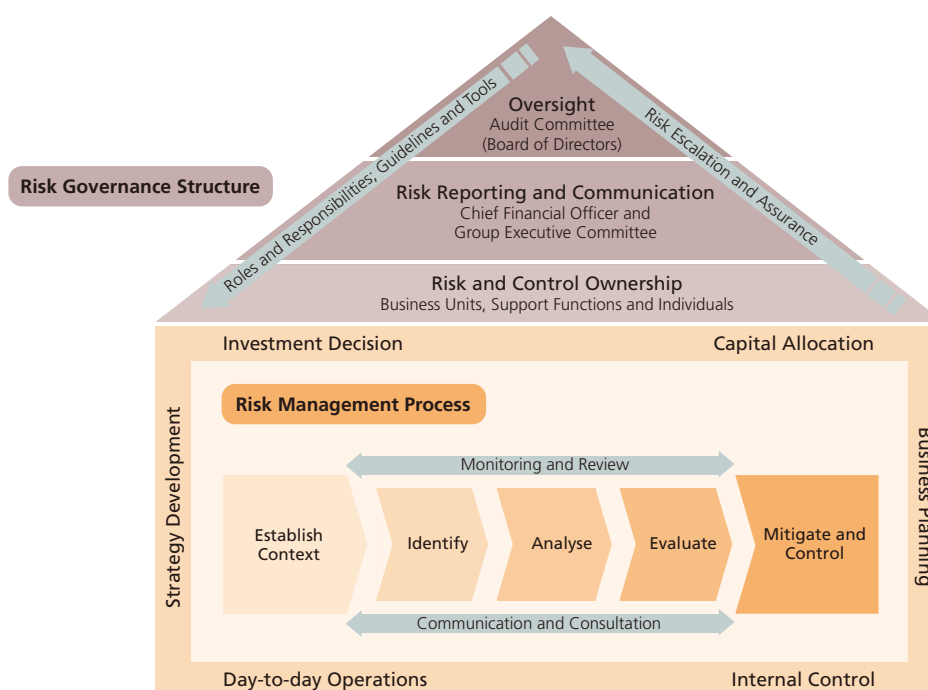 Oversight
Audit Committee
(Board of Directors)
Roles and Responsibilities; Guidelines and Tools
Risk Escalation and Assurance
Risk Governance Structure
Risk Reporting and Communication
Chief Financial Officer and
Group Executive Committee
Risk and Control Ownership
Business Units, Support Functions and Individuals
Investment Decision
Capital Allocation
Strategy Development
Business Planning
Risk Management Process
Monitoring and Review
Establish
Context
Identify
Analyse
Evaluate
Mitigate and
Control
Communication and Consultation
Day-to-day Operations
Internal Control